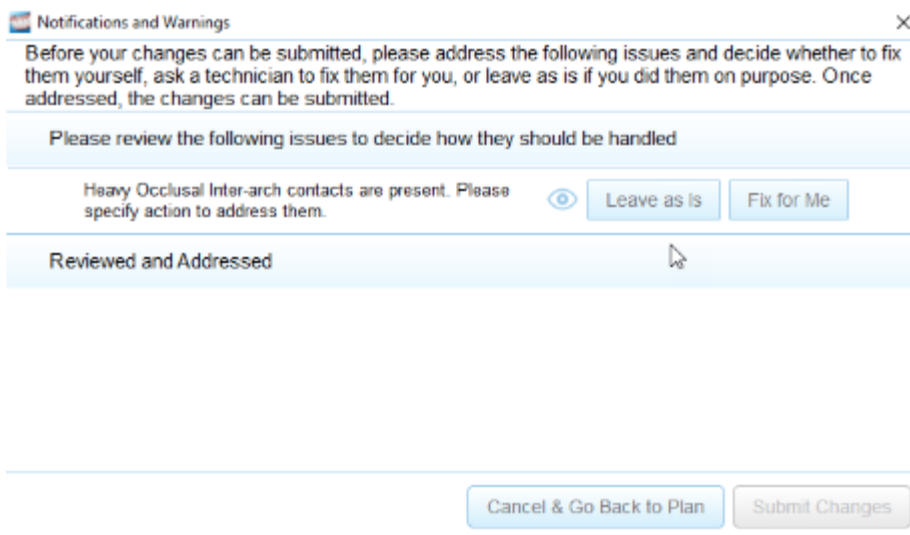 Notifications and Warnings
Before your changes can be submitted, please address the following issues and decide whether to fix
them yourself, ask a technician to fix them for you, or leave as is if you did them on purpose. Once
addressed, the changes can be submitted.
Please review the following issues to decide how they should be handled
Heavy Occlusal Inter-arch contacts are present. Please
specify action to address them.
Leave as Is
Fix for Me
Reviewed and Addressed
Cancel & Go Back to Plan
Submit Changes